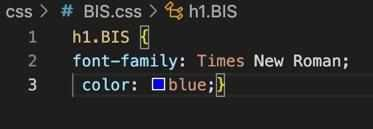 css > # BIS.css > h1.BIS
1 h1.BIS {
2 font-family: Times New Roman;
3 color: blue;}